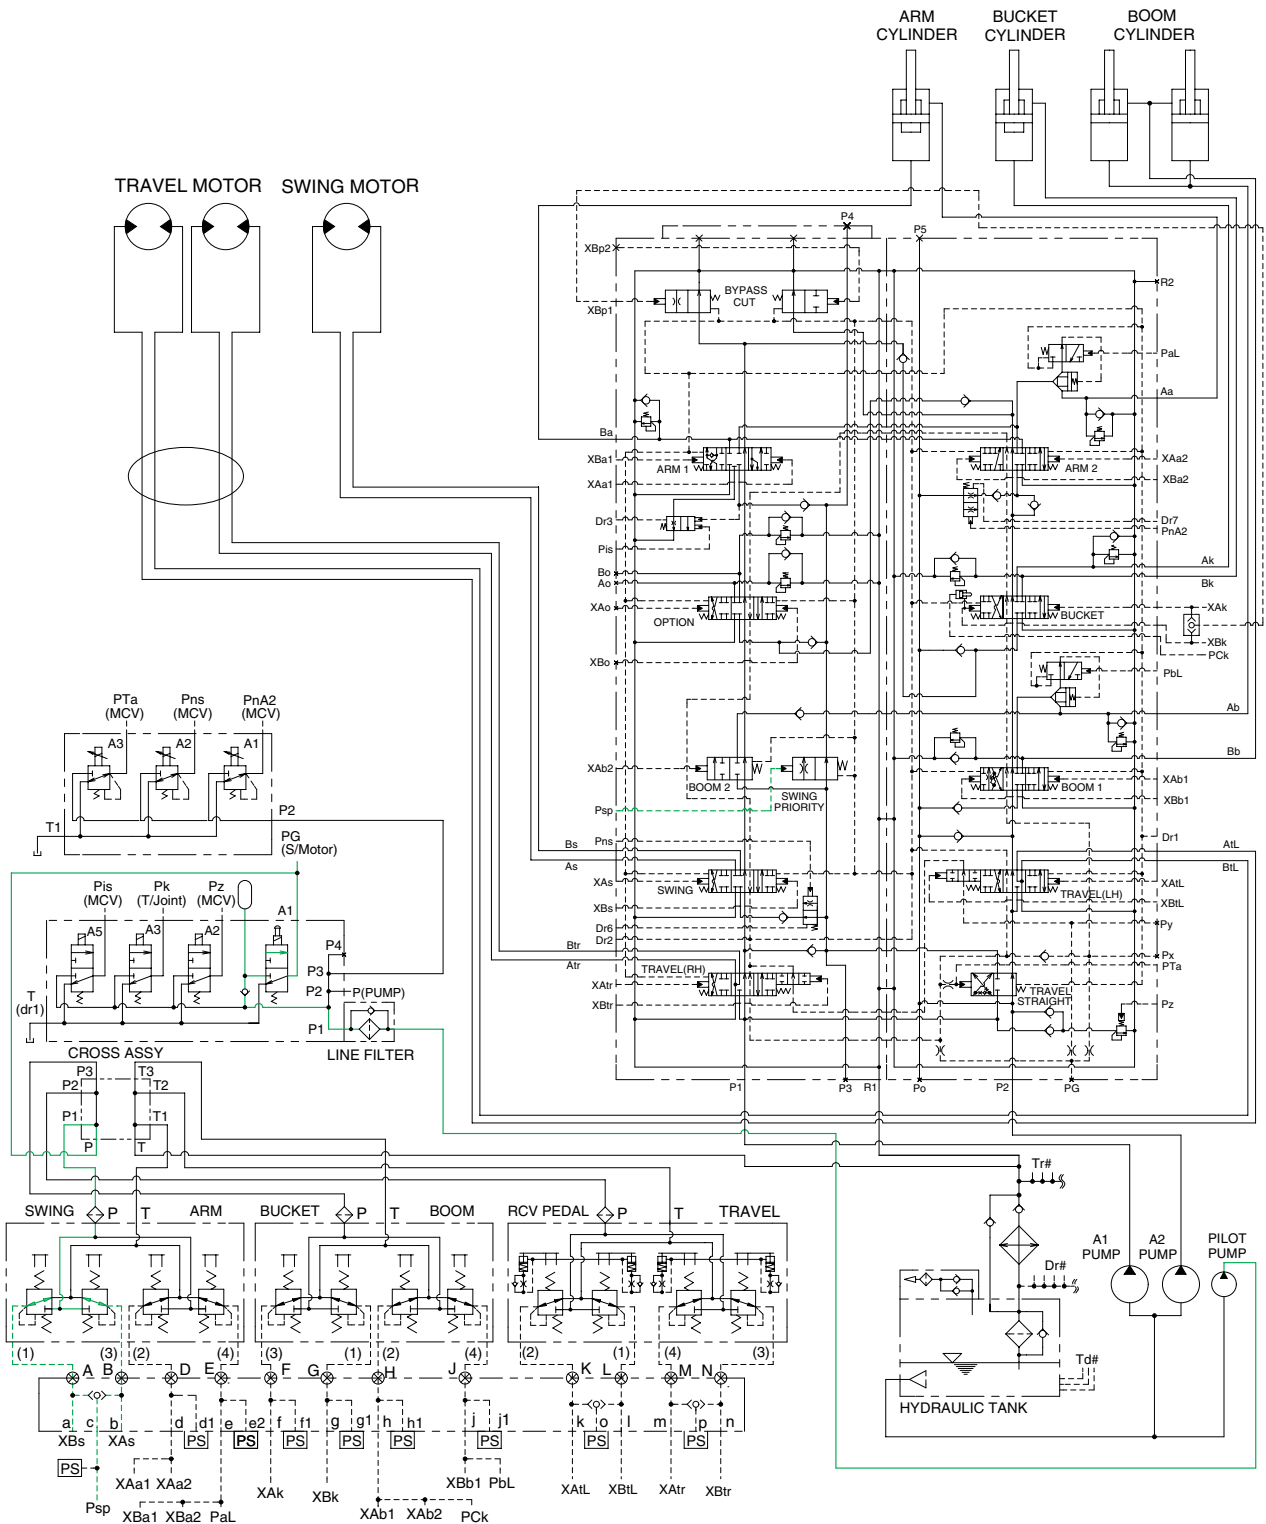 ARM
CYLINDER
BUCKET
CYLINDER
BOOM
CYLINDER
TRAVEL MOTOR
SWING MOTOR
P4
P5
XBp2
BYPASS
CUT
R2
XBp1
PaL
Aa
Ba
XBa1
ARM 1
ARM 2
XAa2
XAa1
XBa2
Dr3
Dr7
PnA2
Pis
Ak
Bo
Ao
Bk
XAo
OPTION
BUCKET
XAk
XBk
PCk
XBo
PbL
Ab
Bb
XAb2
BOOM 2
SWING
PRIORITY
BOOM 1
XAb1
XBb1
Psp
Pns
Dr1
Bs
AtL
As
BtL
XAs
SWING
TRAVEL(LH)
XAtL
XBs
XBtL
Dr6
Py
Dr2
Btr
Px
Atr
TRAVEL(RH)
PTa
XAtr
TRAVEL
STRAIGHT
XBtr
Pz
P1
P3
R1
Po
P2
PG
PTa
(MCV)
Pns
(MCV)
PnA2
(MCV)
A3
A2
A1
P2
T1
PG
(S/Motor)
Pis
(MCV)
Pk
(T/Joint)
Pz
(MCV)
A5
A3
A2
A1
P4
P3
P2
P(PUMP)
T
(dr1)
P1
LINE FILTER
CROSS ASSY
P3
T3
P2
T2
P1
T1
P
T
Tr#
SWING
P
T
ARM
BUCKET
P
T
BOOM
RCV PEDAL
P
T
TRAVEL
A1
PUMP
A2
PUMP
PILOT
PUMP
Dr#
(1)
(3)
(2)
(4)
(3)
(1)
(2)
(4)
(2)
(1)
(4)
(3)
Td#
A
B
D
E
F
G
H
J
K
L
M
N
HYDRAULIC TANK
a
c
b
d
d1
e
e2
f
f1
g
g1
h
h1
j
j1
k
o
l
m
p
n
XBs
XAs
PS
PS
PS
PS
PS
PS
PS
PS
PS
XAa1
XAa2
XAk
XBk
XBb1
PbL
XAtL
XBtL
XAtr
XBtr
Psp
XBa1
XBa2
PaL
XAb1
XAb2
PCk